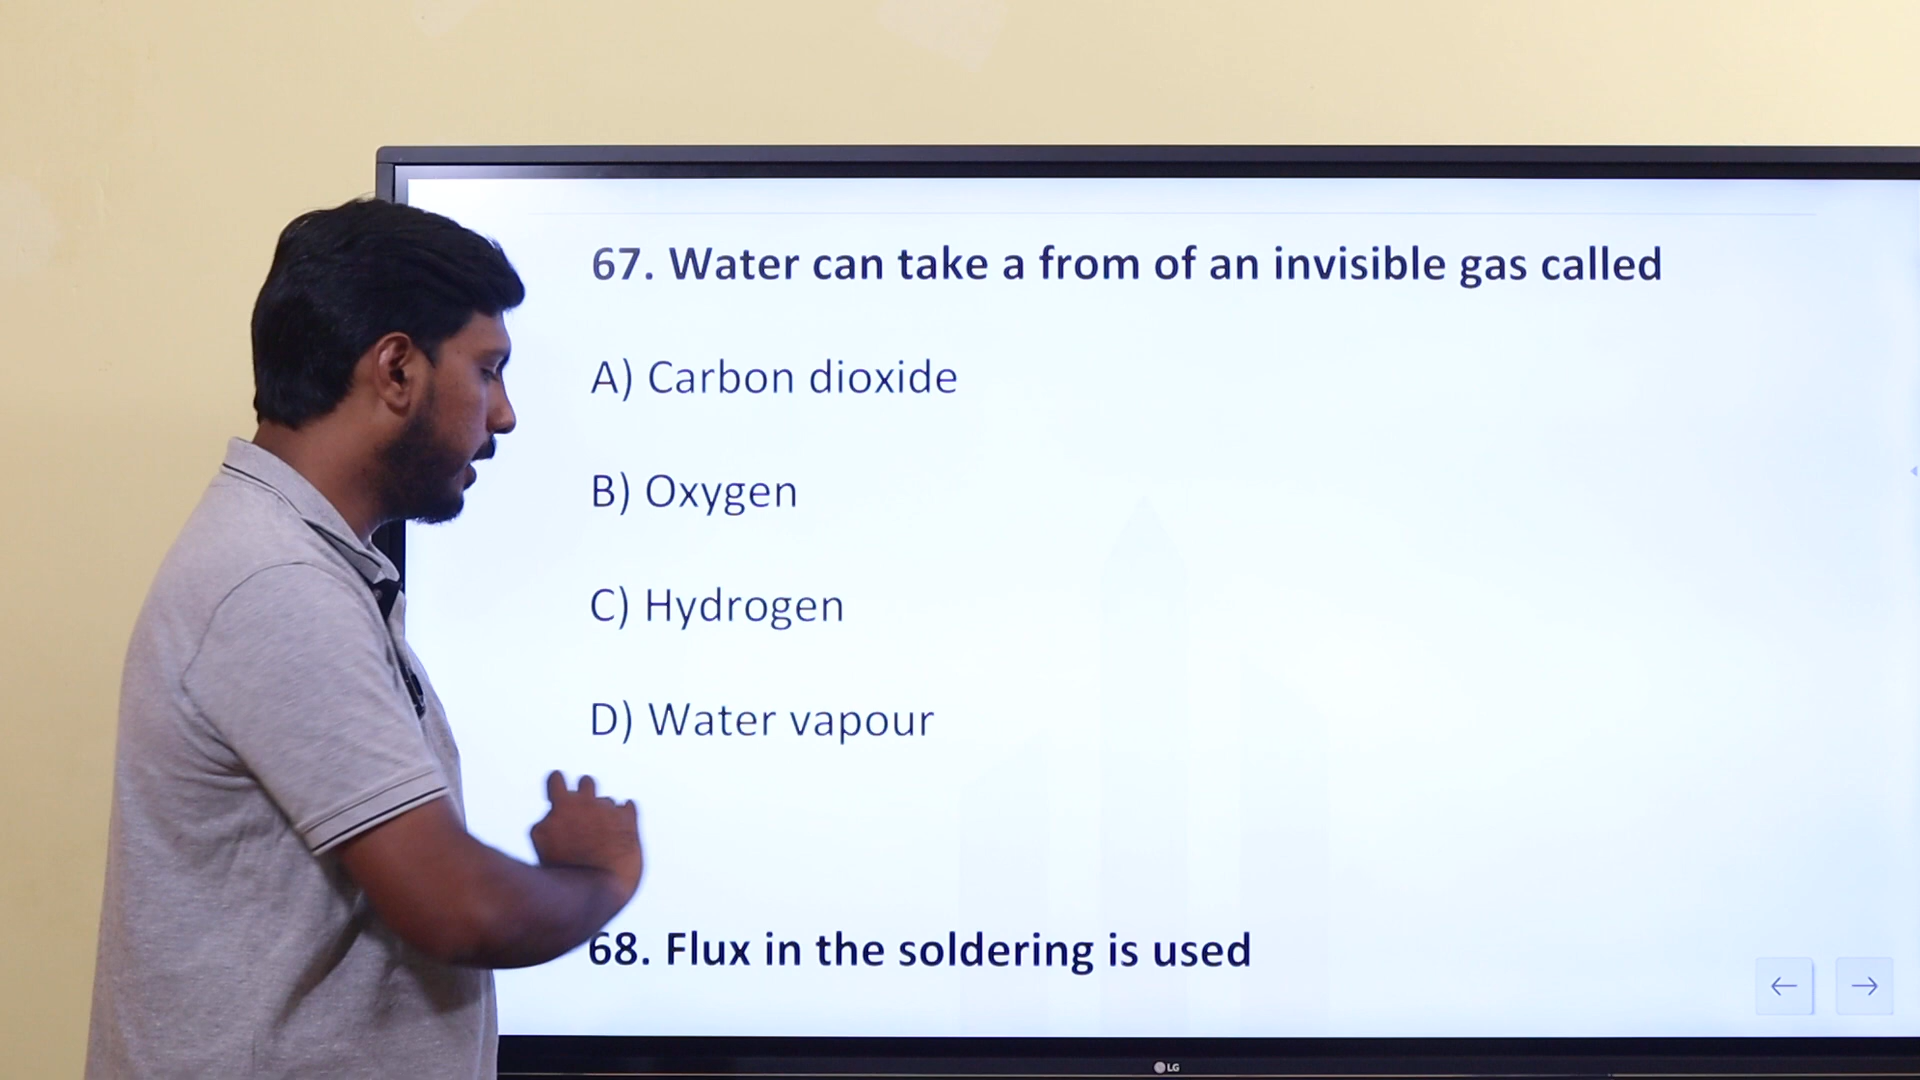 67. Water can take a from of an invisible gas called
A) Carbon dioxide
B) Oxygen
C) Hydrogen
D) Water vapour
68. Flux in the soldering is used
LG